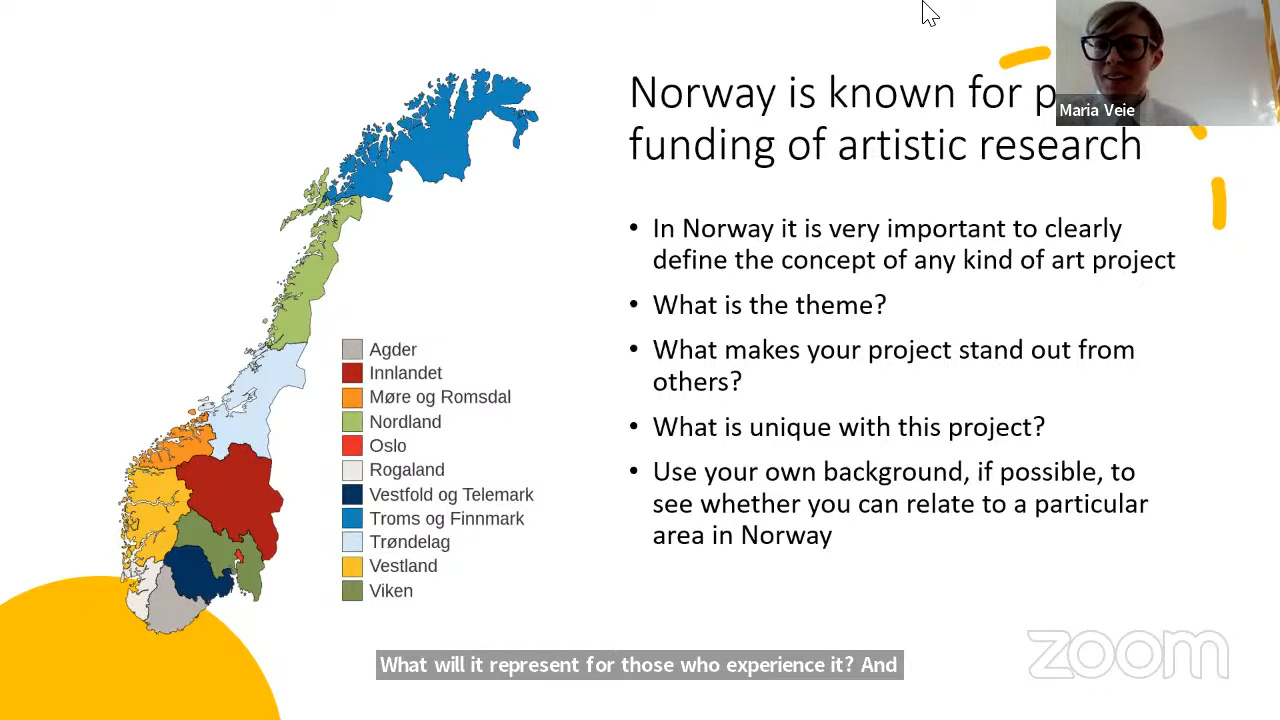 Norway is known for p
funding of artistic research
Maria Veie
• In Norway it is very important to clearly
define the concept of any kind of art project
• What is the theme?
• What makes your project stand out from
others?
• What is unique with this project?
• Use your own background, if possible, to
see whether you can relate to a particular
area in Norway
Agder
Innlandet
Møre og Romsdal
Nordland
Oslo
Rogaland
Vestfold og Telemark
Troms og Finnmark
Trøndelag
Vestland
Viken
What will it represent for those who experience it? And
zoom